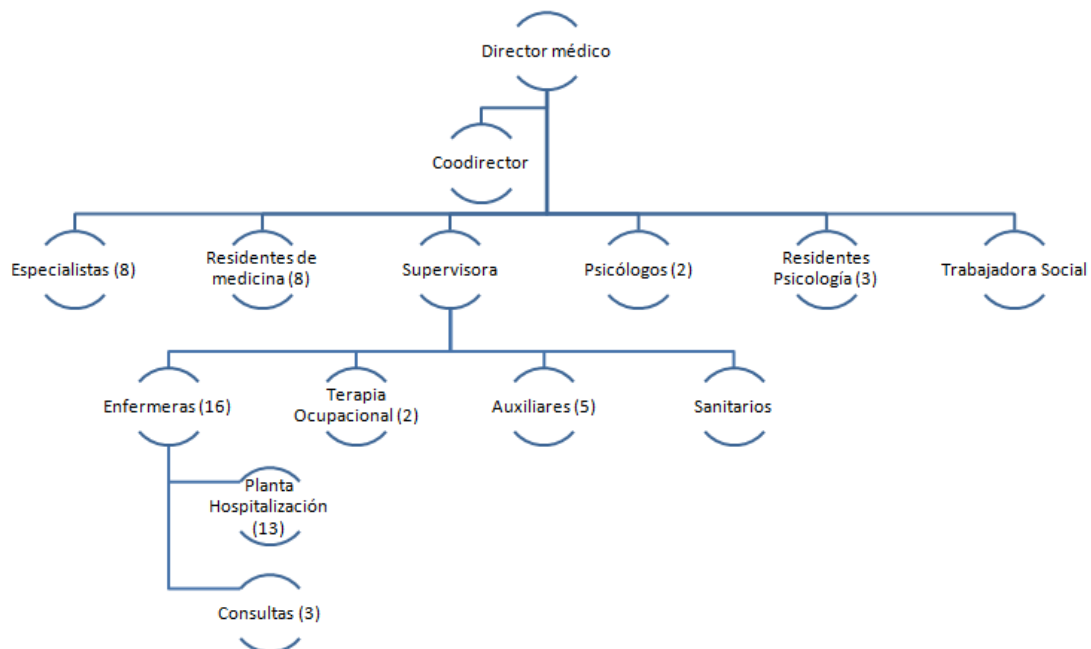 Director médico
Coodirector
Especialistas (8)
Residentes de
medicina (8)
Supervisora
Psicólogos (2)
Residentes
Psicología (3)
Trabajadora Social
Enfermeras (16)
Terapia
Ocupacional (2)
Auxiliares (5)
Sanitarios
Planta
Hospitalización
(13)
Consultas (3)